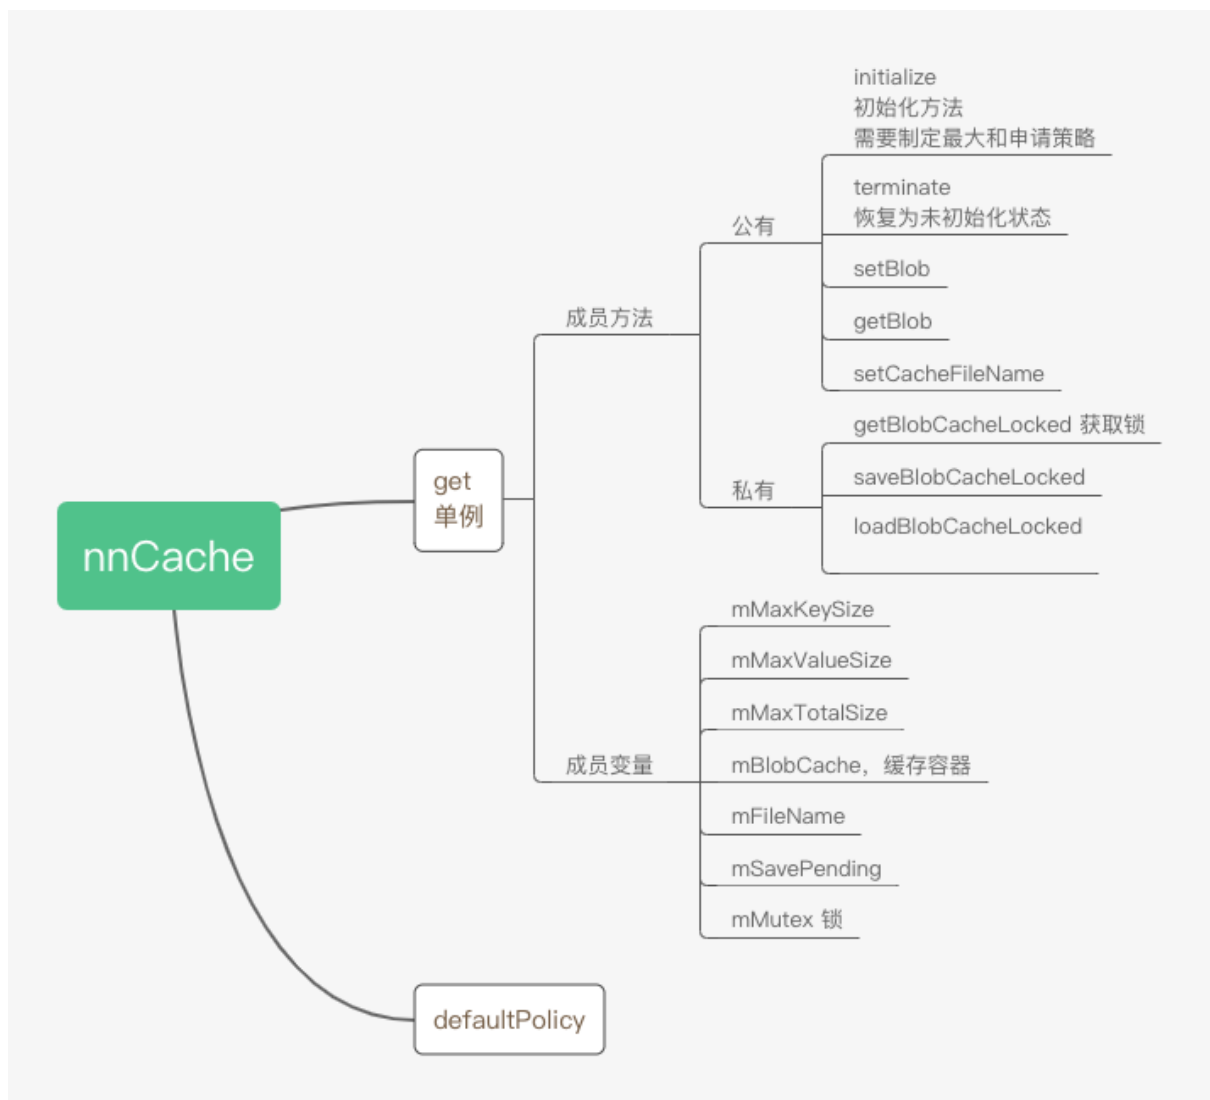 nnCache
get
单例
成员方法
公有
initialize
初始化方法
需要制定最大和申请策略
terminate
恢复为未初始化状态
setBlob
getBlob
setCacheFileName
私有
getBlobCacheLocked 获取锁
saveBlobCacheLocked
loadBlobCacheLocked
成员变量
mMaxKeySize
mMaxValueSize
mMaxTotalSize
mBlobCache，缓存容器
mFileName
mSavePending
mMutex 锁
defaultPolicy